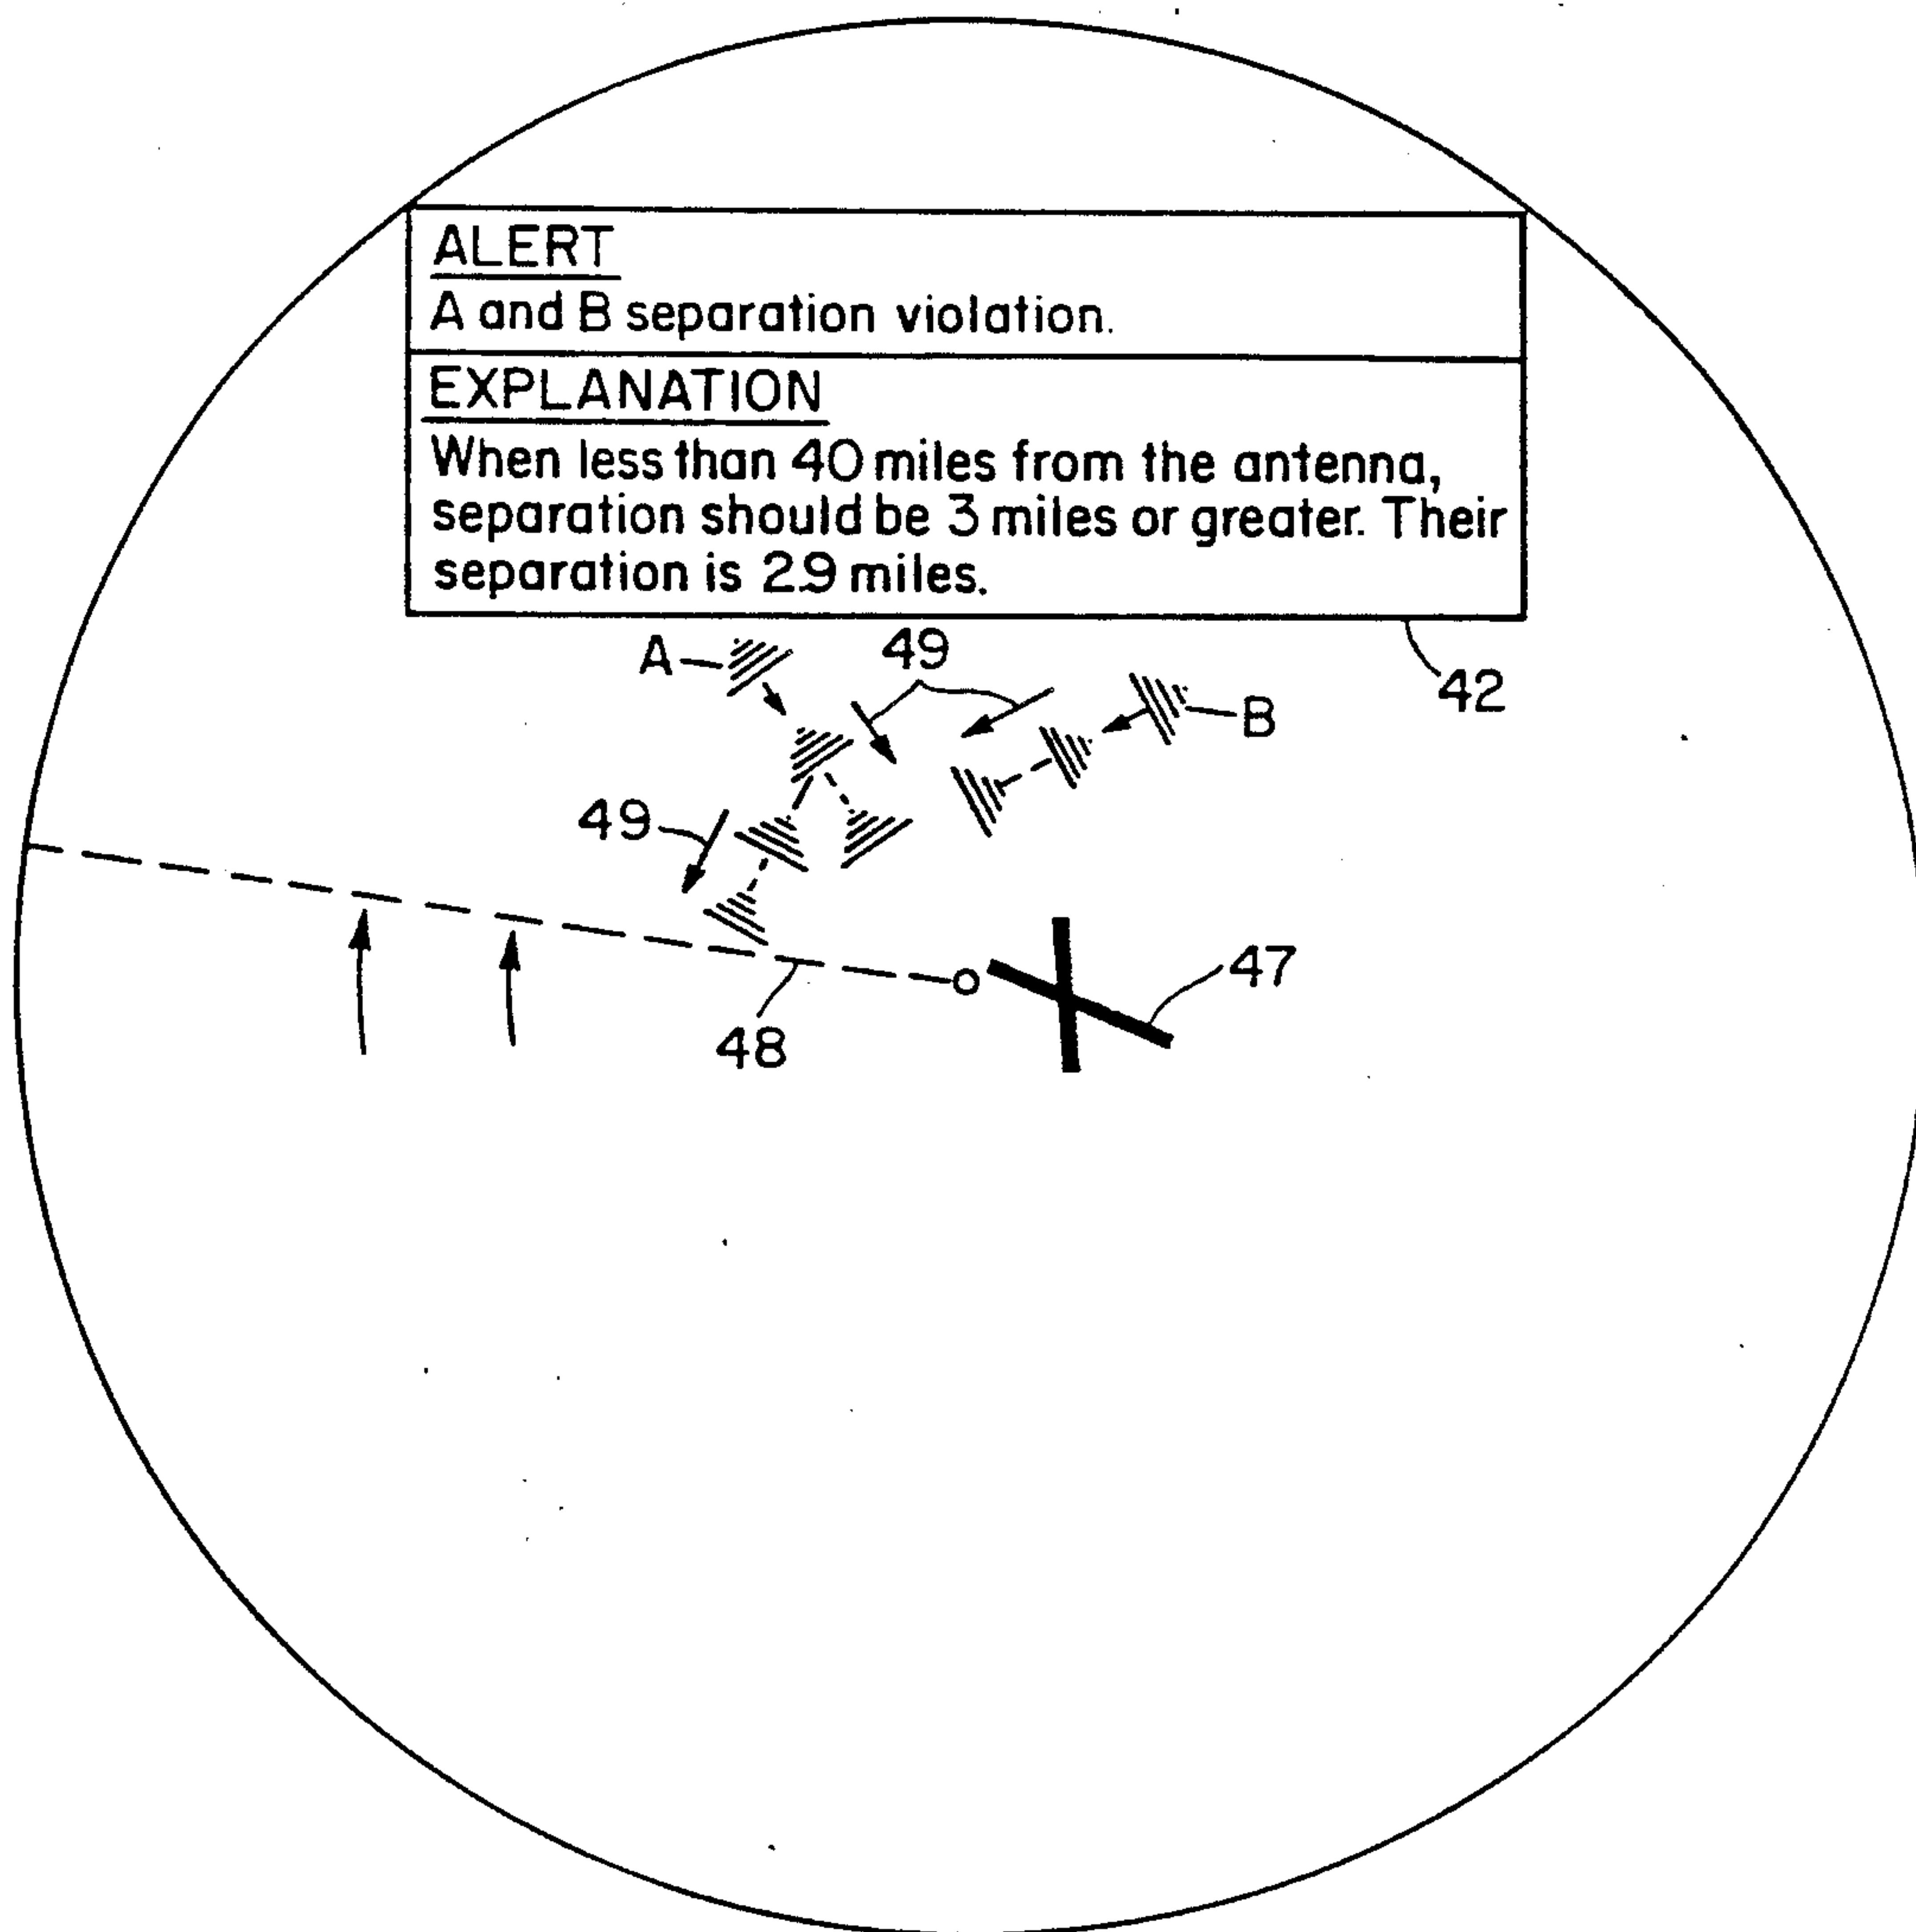 ALERT
A and B separation violation.
EXPLANATION
When less than 40 miles from the antenna,
separation should be 3 miles or greater. Their
separation is 2.9 miles.
A
49
42
B
49
47
48